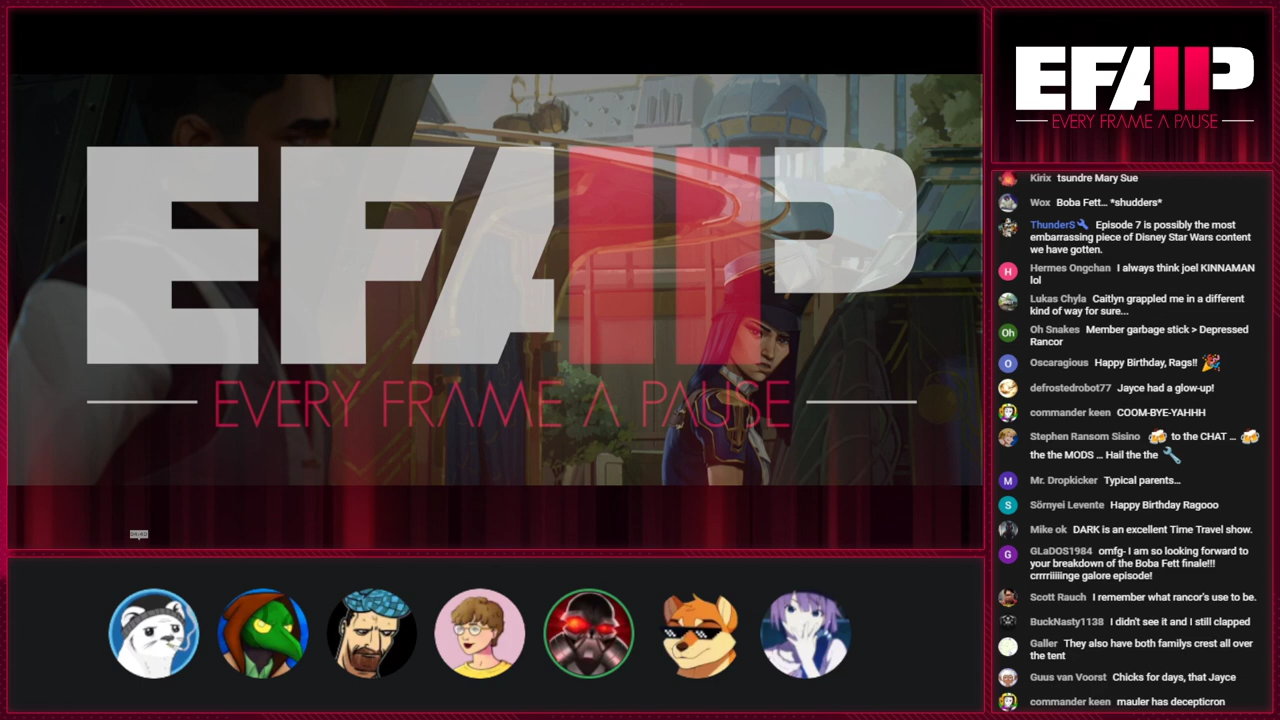 EFAP
EVERY FRAME A PAUSE
EFAP
EVERY FRAME A PAUSE
Kirix tsundre Mary Sue
Wox Boba Fett... *shudders*
ThunderS Episode 7 is possibly the most
embarrassing piece of Disney Star Wars content
we have gotten.
H Hermes Ongchan I always think joel KINNAMAN
lol
Lukas Chyla Caitlyn grappled me in a different
kind of way for sure...
Oh Oh Snakes Member garbage stick > Depressed
Rancor
O Oscaragious Happy Birthday, Rags!! 🎉
defrostedrobot77 Jayce had a glow-up!
commander keen COOM-BYE-YAHHH
Stephen Ransom Sisino 🍻 to the CHAT ... 🍻
the the MODS ... Hail the the 🔧
M Mr. Dropkicker Typical parents...
S Sörnyei Levente Happy Birthday Ragooo
Mike ok DARK is an excellent Time Travel show.
G GLaDOS1984 omfg- I am so looking forward to
your breakdown of the Boba Fett finale!!!
crrrriiiiinge galore episode!
Scott Rauch I remember what rancor's use to be.
BuckNasty1138 I didn't see it and I still clapped
Galler They also have both familys crest all over
the tent
Guus van Voorst Chicks for days, that Jayce
commander keen mauler has decepticron